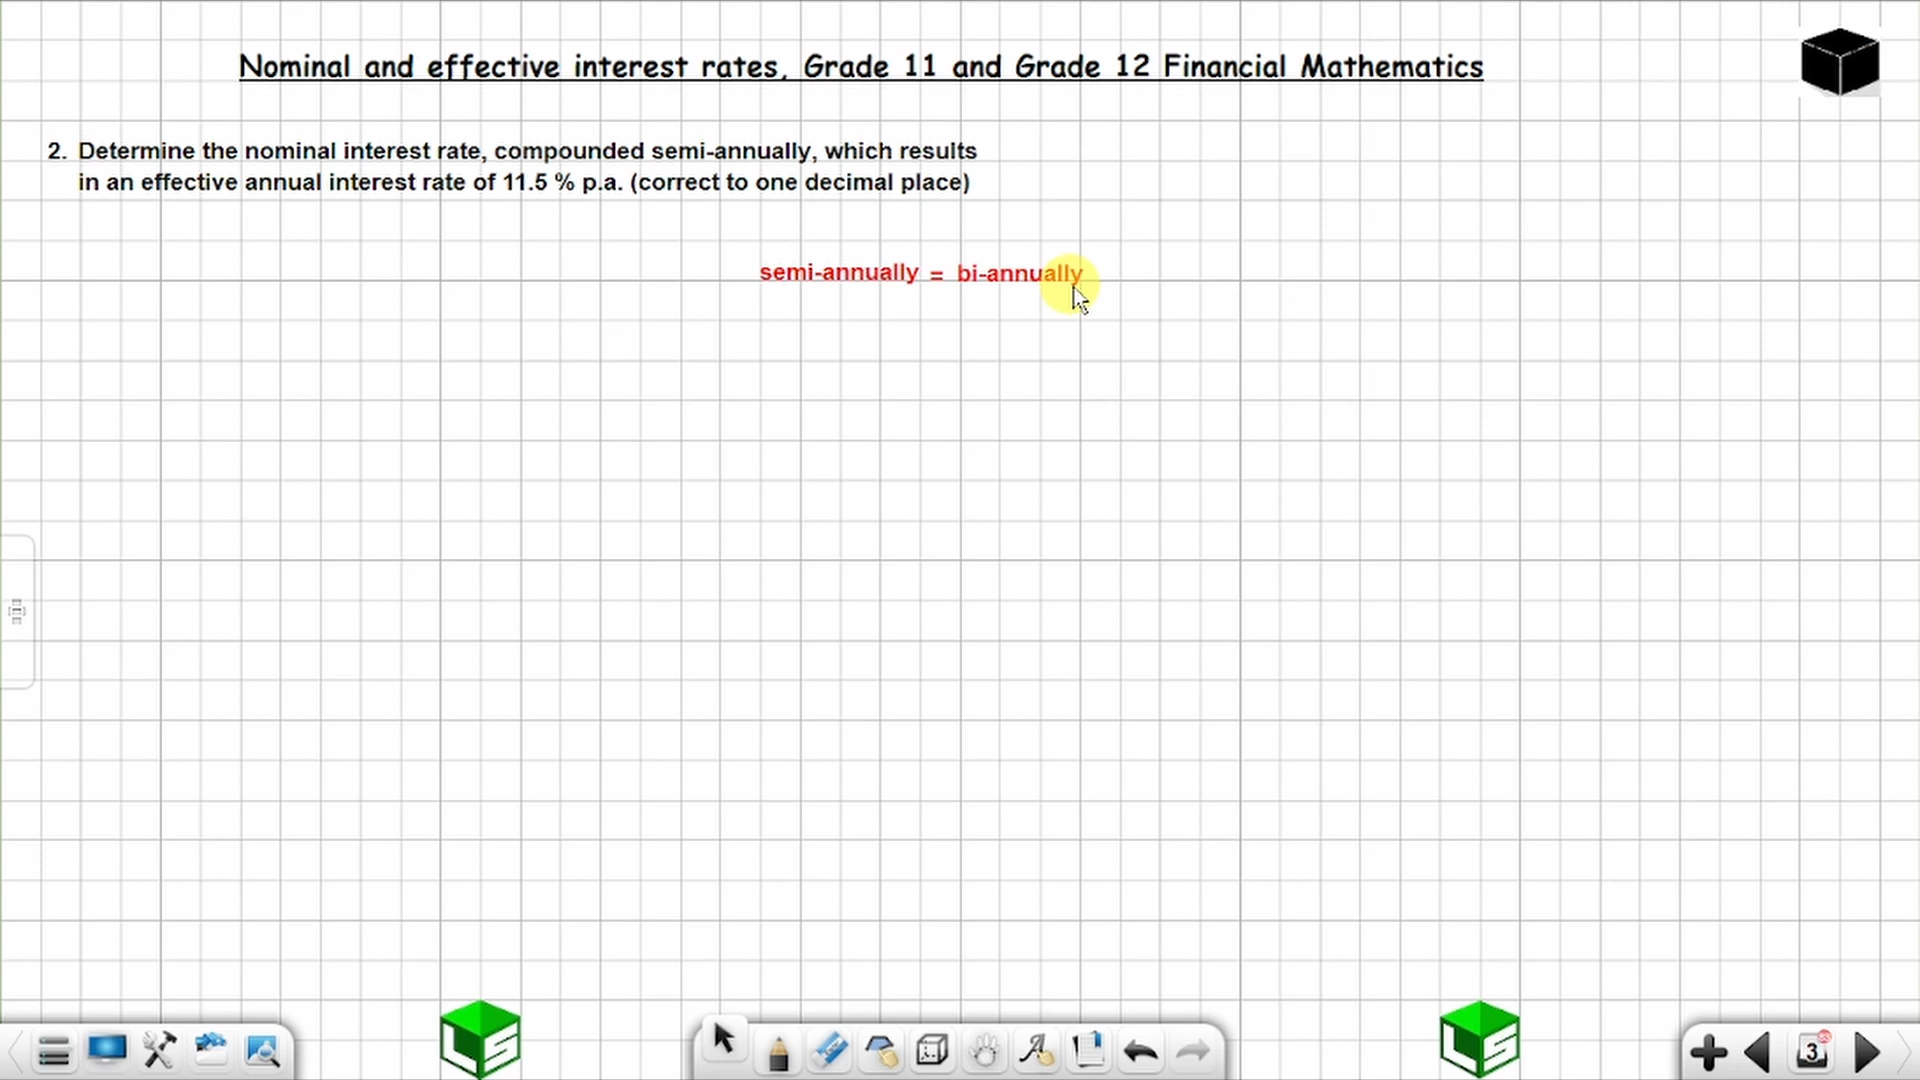 Nominal and effective interest rates, Grade 11 and Grade 12 Financial Mathematics
2. Determine the nominal interest rate, compounded semi-annually, which results
in an effective annual interest rate of 11.5 % p.a. (correct to one decimal place)
semi-annually = bi-annually
LS
LS
3